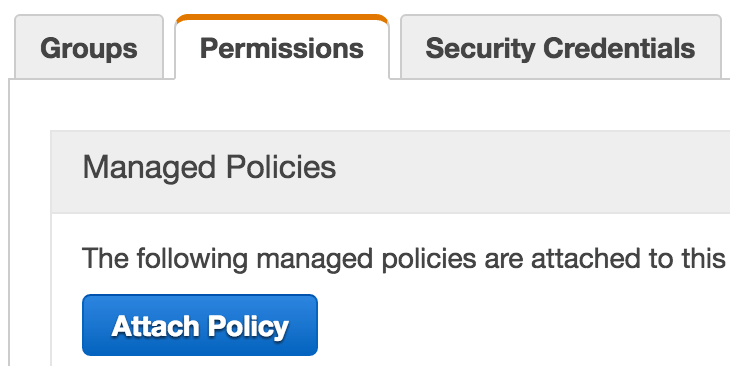 Groups Permissions Security Credentials
Managed Policies
The following managed policies are attached to this
Attach Policy